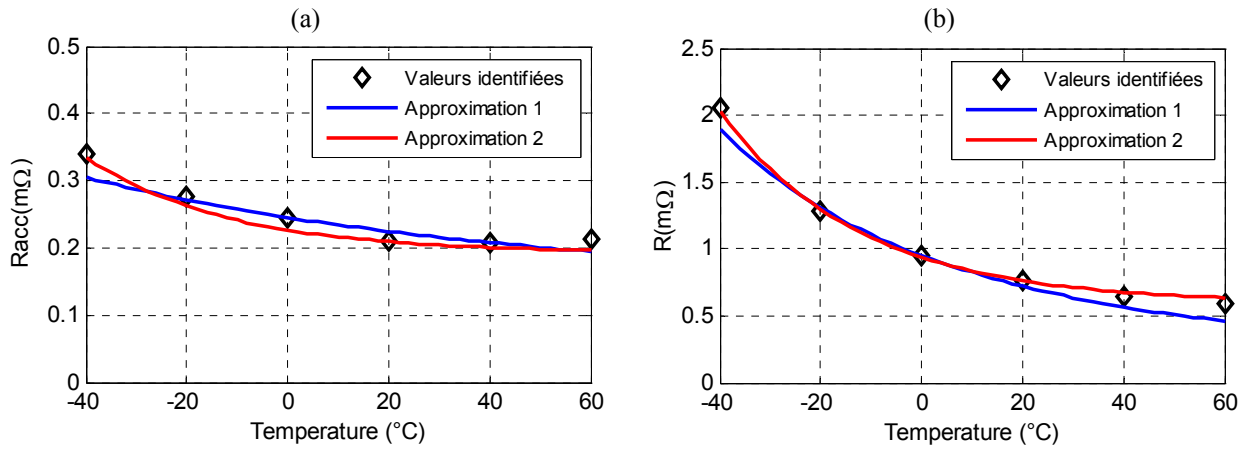 (a)
0.5
0.4
0.3
0.2
0.1
0
Racc(mΩ)
Valeurs identifiées
Approximation 1
Approximation 2
-40 -20 0 20 40 60
Temperature (°C)
(b)
2.5
2
1.5
1
0.5
0
R(mΩ)
Valeurs identifiées
Approximation 1
Approximation 2
-40 -20 0 20 40 60
Temperature (°C)